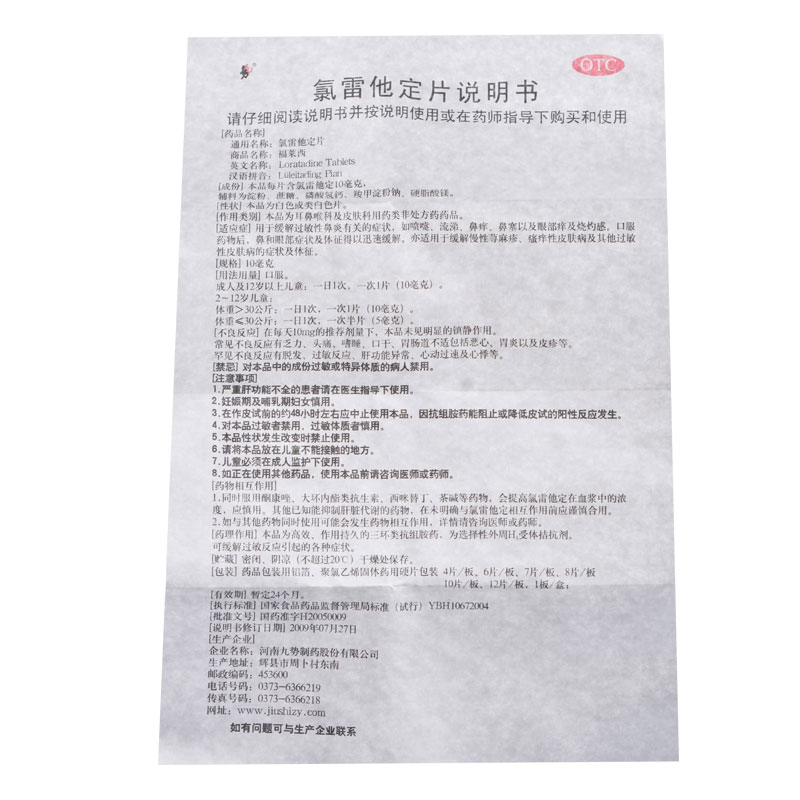 OTC
氯雷他定片说明书
请仔细阅读说明书并按说明使用或在药师指导下购买和使用
[药品名称]
通用名称：氯雷他定片
商品名称：福莱西
英文名称：Loratadine Tablets
汉语拼音：Lüleitading Pian
[成份] 本品每片含氯雷他定10毫克，
辅料为淀粉、蔗糖、磷酸氢钙、羧甲淀粉钠、硬脂酸镁。
[性状] 本品为白色或类白色片。
[作用类别] 本品为耳鼻喉科及皮肤科用药类非处方药药品。
[适应症] 用于缓解过敏性鼻炎有关的症状，如喷嚏、流涕、鼻痒、鼻塞以及眼部痒及烧灼感，口服
药物后，鼻和眼部症状及体征得以迅速缓解，亦适用于缓解慢性荨麻疹、瘙痒性皮肤病及其他过敏
性皮肤病的症状及体征。
[规格] 10毫克
[用法用量] 口服。
成人及12岁以上儿童：一日1次，一次1片（10毫克）。
2～12岁儿童：
体重＞30公斤：一日1次，一次1片（10毫克）。
体重≤30公斤：一日1次，一次半片（5毫克）。
[不良反应] 在每天10mg的推荐剂量下、本品未见明显的镇静作用。
常见不良反应有乏力、头痛、嗜睡、口干、胃肠道不适包括恶心、胃炎以及皮疹等。
罕见不良反应有脱发、过敏反应、肝功能异常、心动过速及心悸等。
[禁忌] 对本品中的成份过敏或特异体质的病人禁用。
[注意事项]
1.严重肝功能不全的患者请在医生指导下使用。
2.妊娠期及哺乳期妇女慎用。
3.在作皮试前的约48小时左右应中止使用本品，因抗组胺药能阻止或降低皮试的阳性反应发生。
4.对本品过敏者禁用，过敏体质者慎用。
5.本品性状发生改变时禁止使用。
6.请将本品放在儿童不能接触的地方。
7.儿童必须在成人监护下使用。
8.如正在使用其他药品，使用本品前请咨询医师或药师。
[药物相互作用]
1.同时服用酮康唑、大环内酯类抗生素、西咪替丁、茶碱等药物，会提高氯雷他定在血浆中的浓
度，应慎用。其他已知能抑制肝脏代谢的药物，在未明确与氯雷他定相互作用前应谨慎合用。
2.如与其他药物同时使用可能会发生药物相互作用，详情请咨询医师或药师。
[药理作用] 本品为高效、作用持久的三环类抗组胺药，为选择性外周H₁受体拮抗剂。
可缓解过敏反应引起的各种症状。
[贮藏] 密闭、阴凉（不超过20℃）干燥处保存。
[包装] 药品包装用铝箔、聚氯乙烯固体药用硬片包装 4片/板、6片/板、7片/板、8片/板
10片/板、12片/板，1板/盒；
[有效期] 暂定24个月。
[执行标准] 国家食品药品监督管理局标准（试行）YBH10672004
[批准文号] 国药准字H20050009
[说明书修订日期] 2009年07月27日
[生产企业]
企业名称：河南九势制药股份有限公司
生产地址：辉县市周卜村东南
邮政编码：453600
电话号码：0373-6366219
传真号码：0373-6366218
网址：www.jiushizy.com
如有问题可与生产企业联系